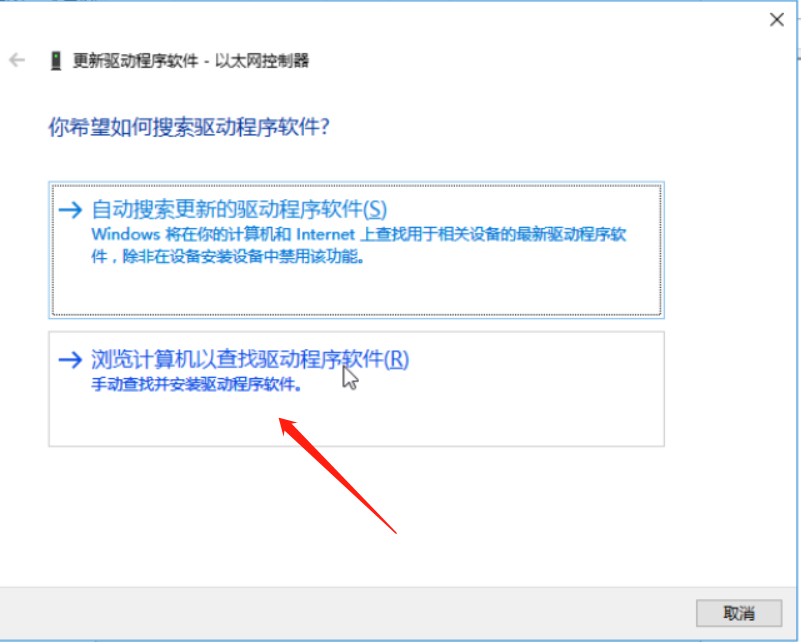 更新驱动程序软件 - 以太网控制器
你希望如何搜索驱动程序软件?
自动搜索更新的驱动程序软件(S)
Windows 将在你的计算机和 Internet 上查找用于相关设备的最新驱动程序软
件，除非在设备安装设备中禁用该功能。
浏览计算机以查找驱动程序软件(R)
手动查找并安装驱动程序软件。
取消